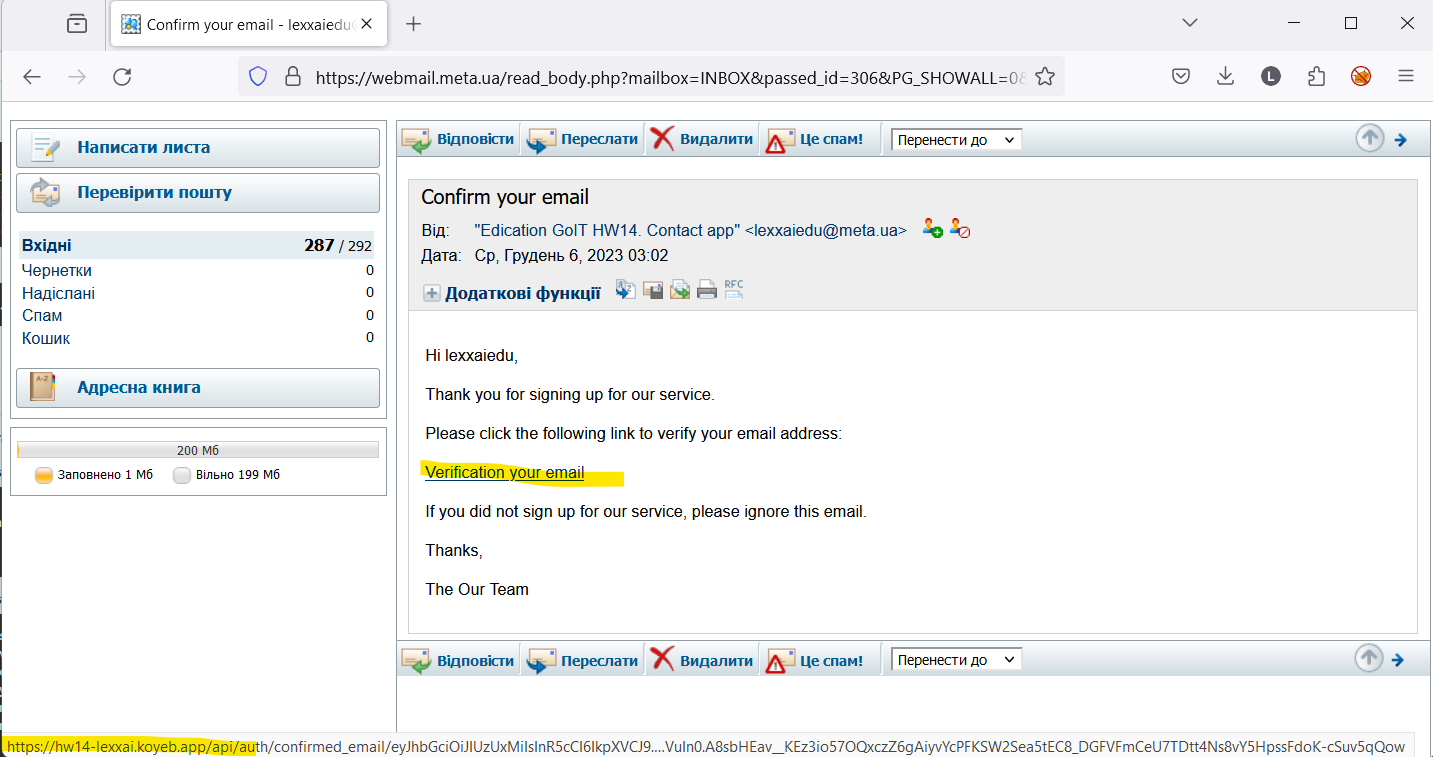 Confirm your email - lexxaiedu
https://webmail.meta.ua/read_body.php?mailbox=INBOX&passed_id=306&PG_SHOWALL=0
L
Написати листа
Перевірити пошту
Вхідні 287 / 292
Чернетки 0
Надіслані 0
Спам 0
Кошик 0
A-Z
Адресна книга
200 Мб
Заповнено 1 Мб Вільно 199 Мб
Відповісти Переслати Видалити Це спам! Перенести до
Confirm your email
Від: "Edication GoIT HW14. Contact app" <lexxaiedu@meta.ua>
Дата: Ср, Грудень 6, 2023 03:02
Додаткові функції RFC
Hi lexxaiedu,
Thank you for signing up for our service.
Please click the following link to verify your email address:
Verification your email
If you did not sign up for our service, please ignore this email.
Thanks,
The Our Team
Відповісти Переслати Видалити Це спам! Перенести до
https://hw14-lexxai.koyeb.app/api/auth/confirmed_email/eyJhbGciOiJIUzUxMiIsInR5cCI6IkpXVCJ9.…VuIn0.A8sbHEav__KEz3io57OQxczZ6gAiyvYcPFKSW2Sea5tEC8_DGFVFmCeU7TDtt4Ns8vY5HpssFdoK-cSuv5qQow